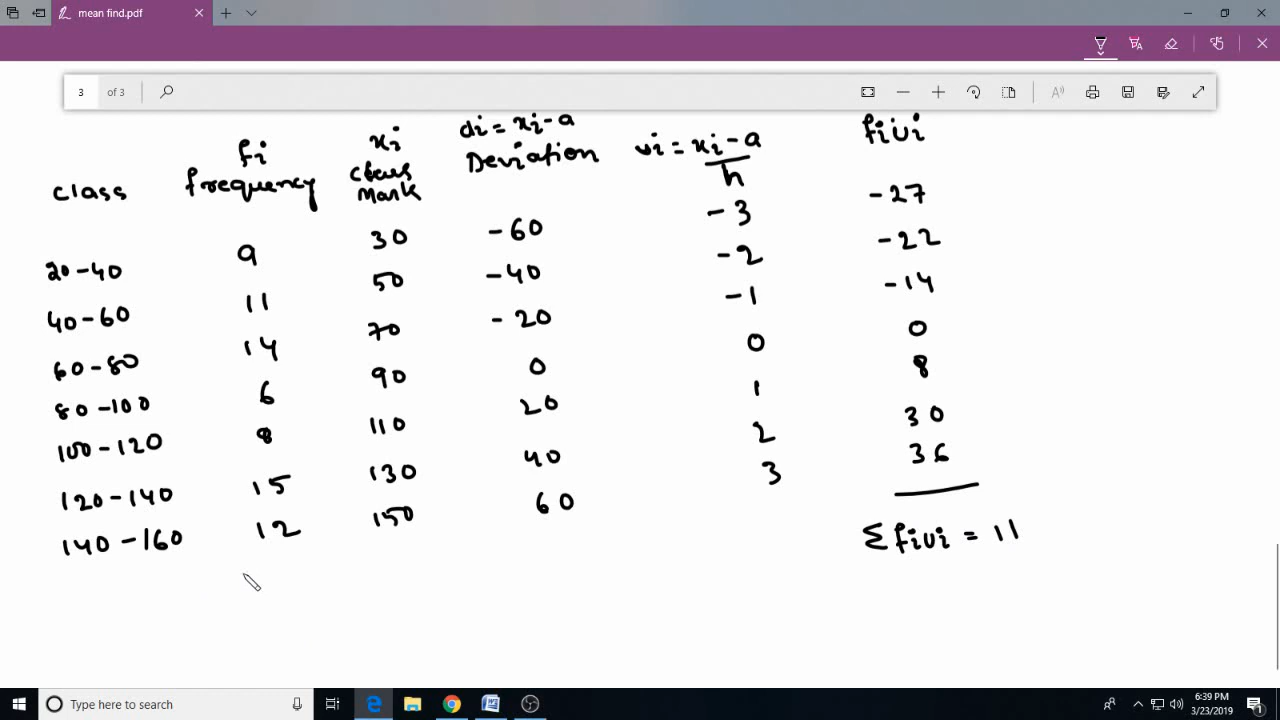 mean find.pdf
3 of 3
fi xi di = xi - a ui = xi - a / h fiui
class frequency class Mark Deviation
20-40 9 30 -60 -3 -27
40-60 11 50 -40 -2 -22
60-80 14 70 -20 -1 -14
80-100 6 90 0 0 0
100-120 8 110 20 1 8
120-140 15 130 40 2 30
140-160 12 150 60 3 36
Σ fiui = 11
Type here to search
6:39 PM
3/23/2019